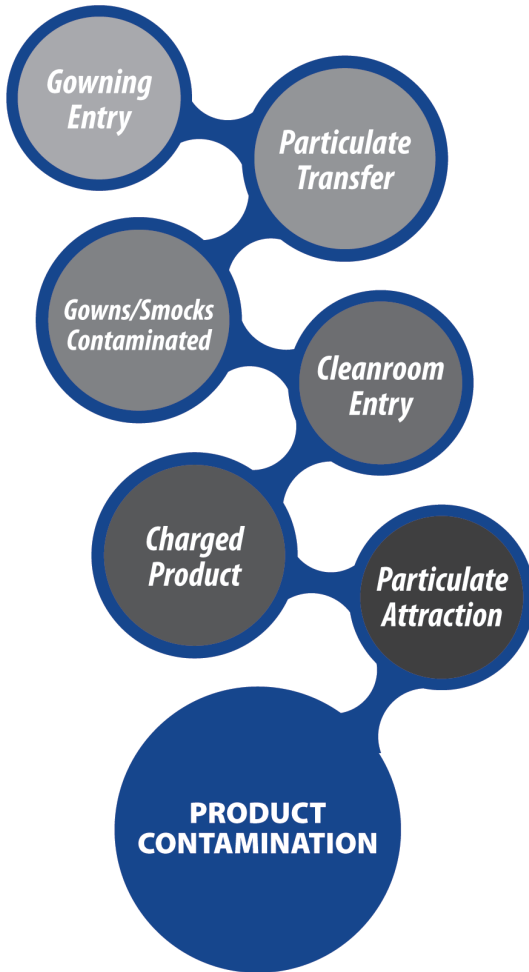 Gowning
Entry
Particulate
Transfer
Gowns/Smocks
Contaminated
Cleanroom
Entry
Charged
Product
Particulate
Attraction
PRODUCT
CONTAMINATION